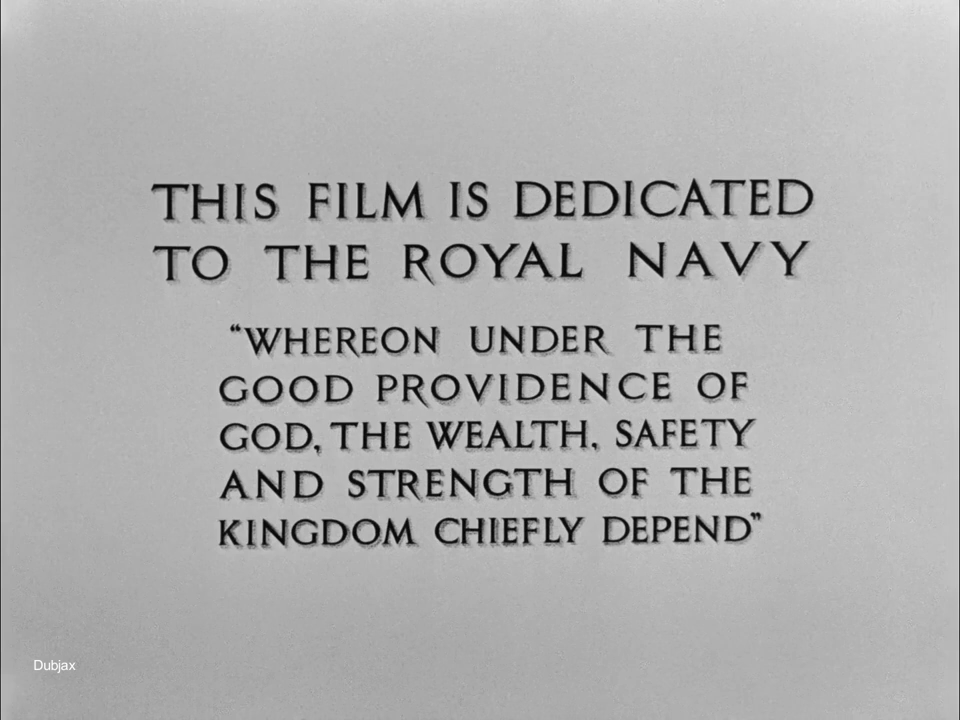 THIS FILM IS DEDICATED
TO THE ROYAL NAVY
“WHEREON UNDER THE
GOOD PROVIDENCE OF
GOD, THE WEALTH, SAFETY
AND STRENGTH OF THE
KINGDOM CHIEFLY DEPEND”
Dubjax